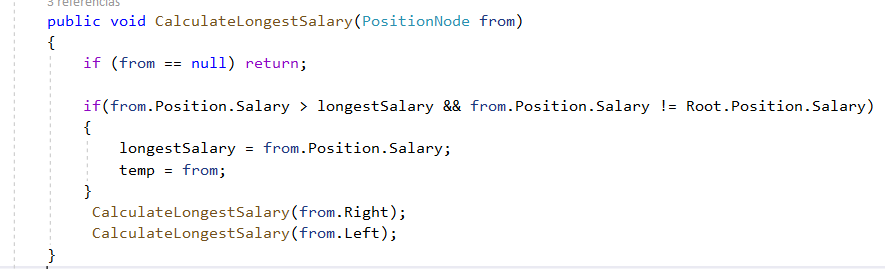 3 referencias
public void CalculateLongestSalary(PositionNode from)
{
if (from == null) return;
if(from.Position.Salary > longestSalary && from.Position.Salary != Root.Position.Salary)
{
longestSalary = from.Position.Salary;
temp = from;
}
CalculateLongestSalary(from.Right);
CalculateLongestSalary(from.Left);
}